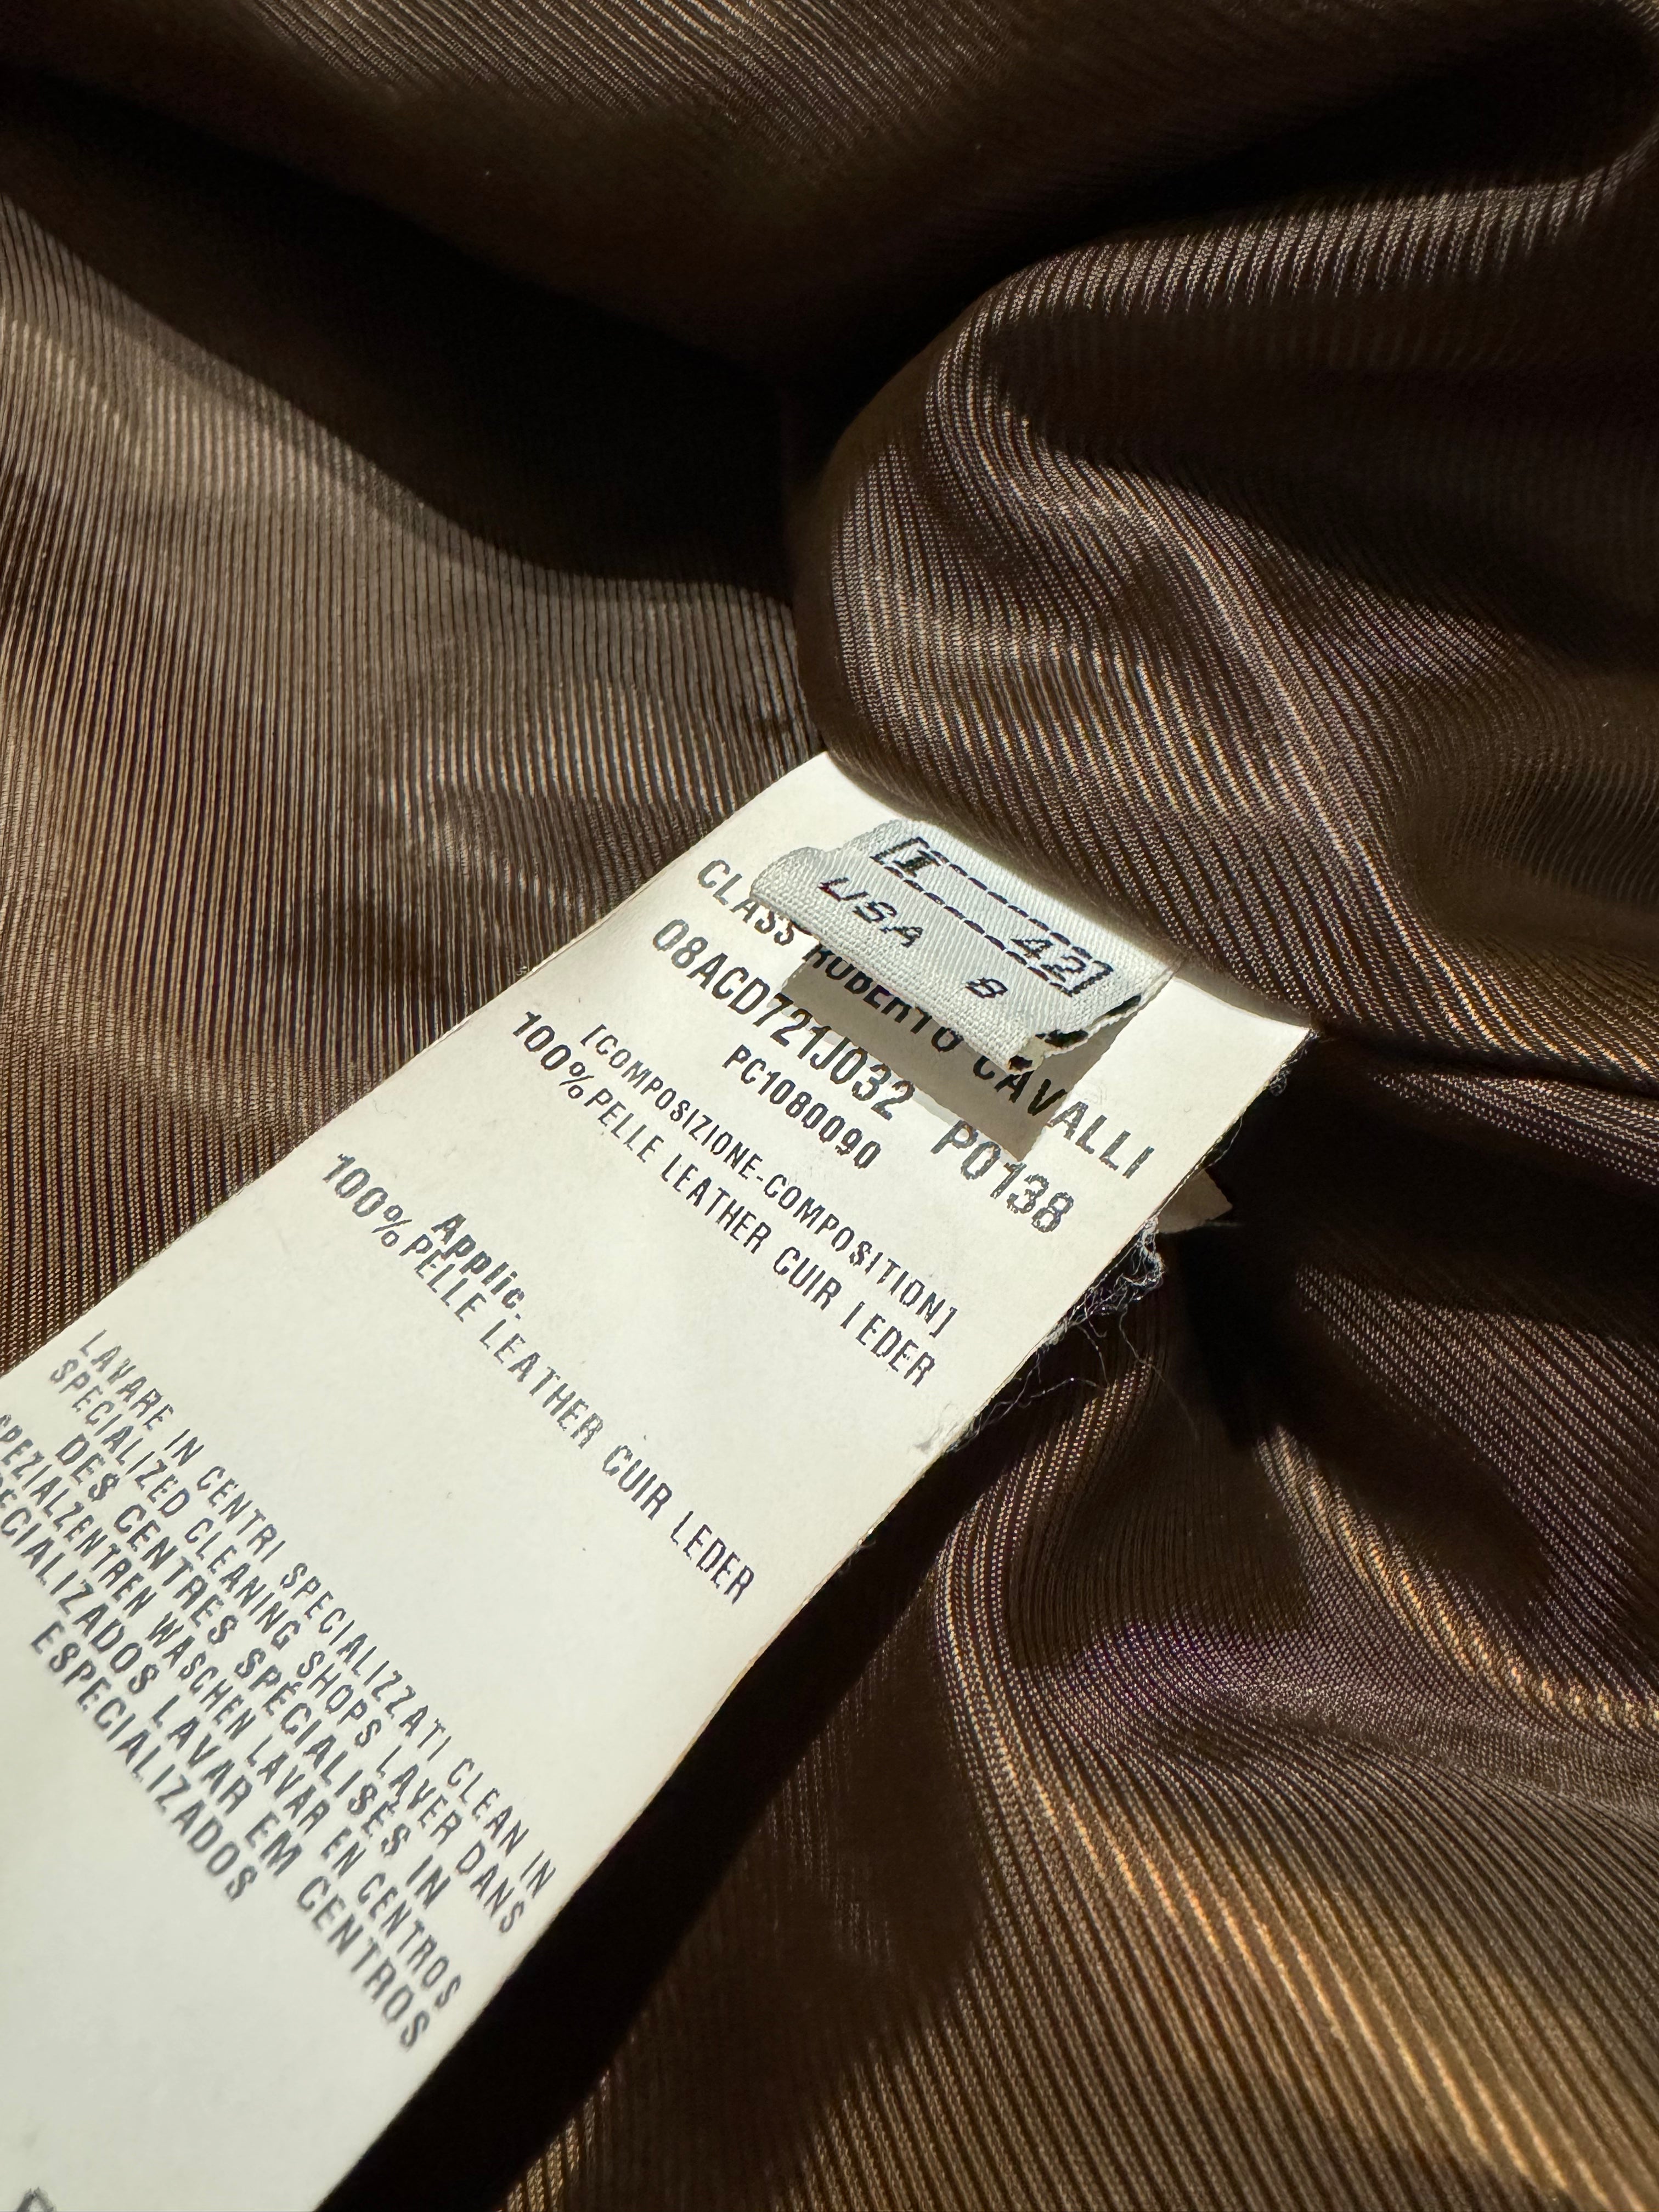 [I 42]
USA 8
CLASS ROBERTO CAVALLI
08ACD721J032 P0138
PC1080090
[COMPOSIZIONE-COMPOSITION]
100%PELLE LEATHER CUIR LEDER
Applic.
100%PELLE LEATHER CUIR LEDER
LAVARE IN CENTRI SPECIALIZZATI CLEAN IN
SPECIALIZED CLEANING SHOPS LAVER DANS
DES CENTRES SPÉCIALISÉS IN
SPEZIALZENTREN WASCHEN LAVAR EN CENTROS
LAVAR EM CENTROS
ESPECIALIZADOS